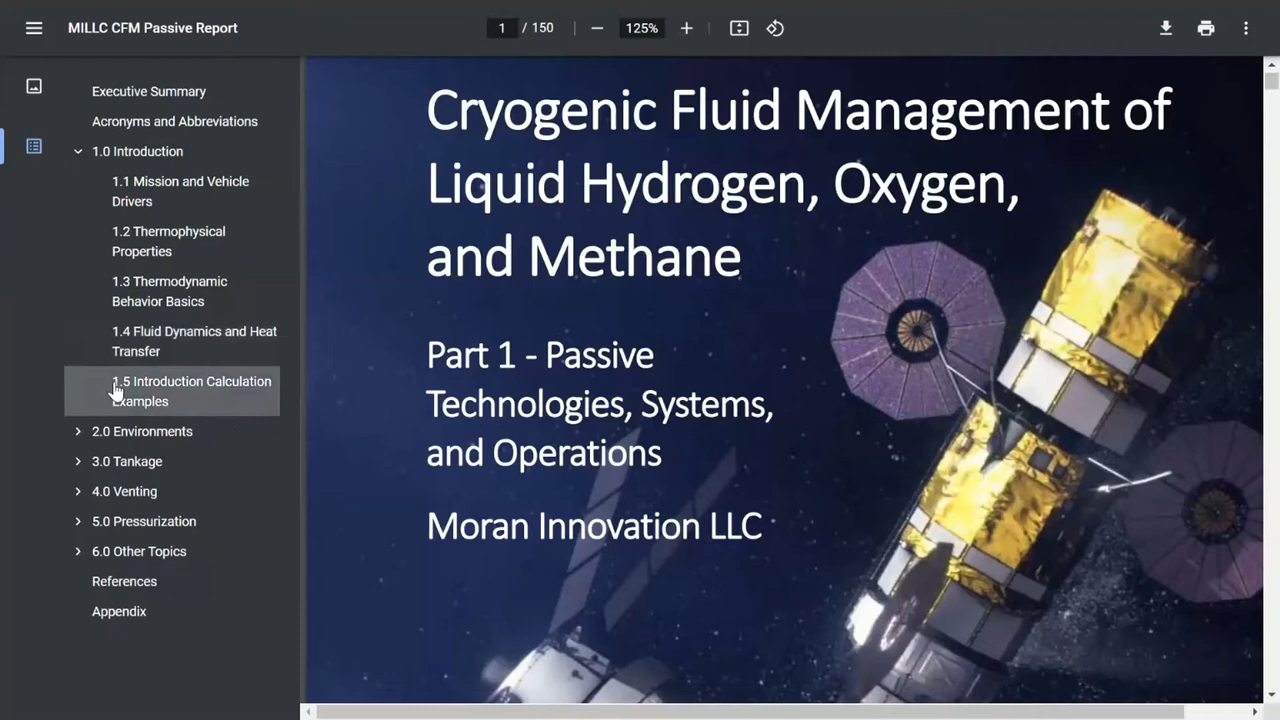 MILLC CFM Passive Report
1 / 150
125%
Executive Summary
Acronyms and Abbreviations
1.0 Introduction
1.1 Mission and Vehicle
Drivers
1.2 Thermophysical
Properties
1.3 Thermodynamic
Behavior Basics
1.4 Fluid Dynamics and Heat
Transfer
1.5 Introduction Calculation
Examples
2.0 Environments
3.0 Tankage
4.0 Venting
5.0 Pressurization
6.0 Other Topics
References
Appendix
Cryogenic Fluid Management of
Liquid Hydrogen, Oxygen,
and Methane
Part 1 - Passive
Technologies, Systems,
and Operations
Moran Innovation LLC